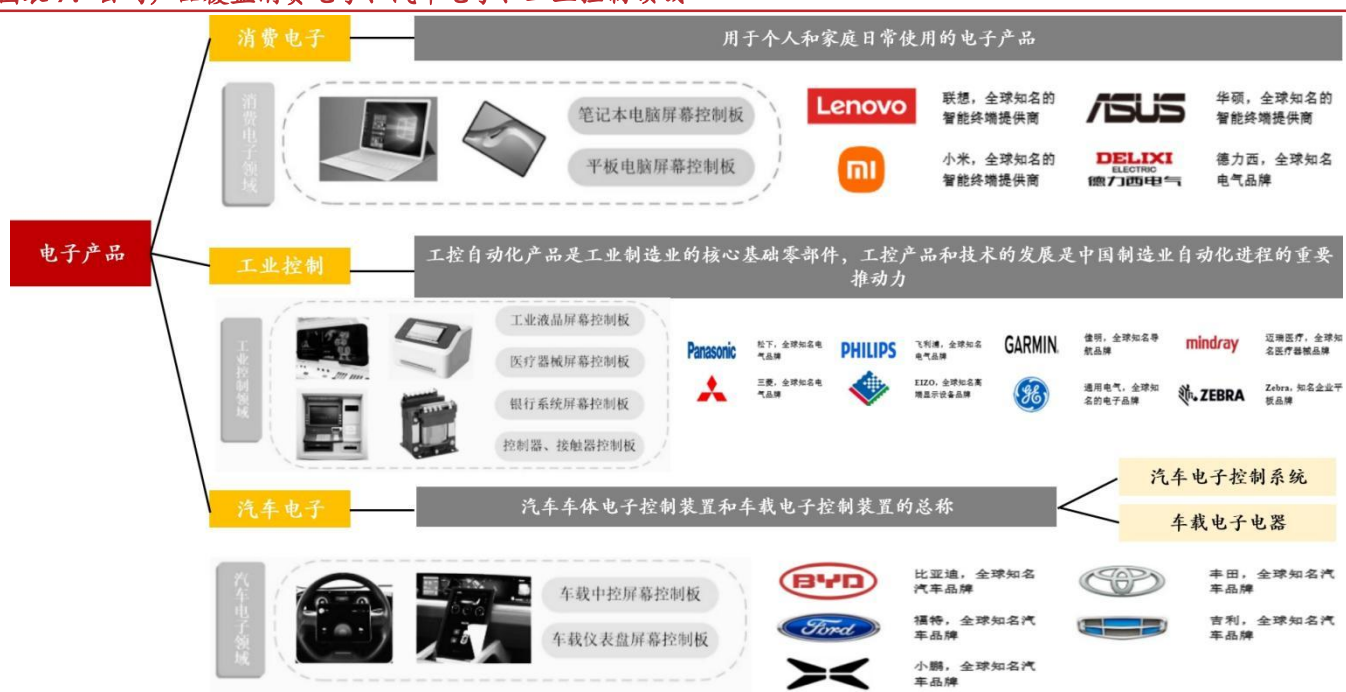 消费电子
用于个人和家庭日常使用的电子产品
消费电子领域
笔记本电脑屏幕控制板
平板电脑屏幕控制板
Lenovo
联想，全球知名的
智能终端提供商
ASUS
华硕，全球知名的
智能终端提供商
小米，全球知名的
智能终端提供商
DELIXI
ELECTRIC
德力西电气
德力西，全球知名
电气品牌
电子产品
工业控制
工控自动化产品是工业制造业的核心基础零部件，工控产品和技术的发展是中国制造业自动化进程的重要
推动力
工业控制领域
工业液晶屏幕控制板
医疗器械屏幕控制板
银行系统屏幕控制板
控制器、接触器控制板
Panasonic
松下，全球知名电
气品牌
PHILIPS
飞利浦，全球知名
电气品牌
GARMIN
佳明，全球知名导
航品牌
mindray
迈瑞医疗，全球知
名医疗器械品牌
三菱，全球知名电
气品牌
EIZO，全球知名高
端显示设备品牌
通用电气，全球知
名的电子品牌
ZEBRA
Zebra，知名企业平
板品牌
汽车电子
汽车车体电子控制装置和车载电子控制装置的总称
汽车电子控制系统
车载电子电器
汽车电子领域
车载中控屏幕控制板
车载仪表盘屏幕控制板
BYD
比亚迪，全球知名
汽车品牌
丰田，全球知名汽
车品牌
Ford
福特，全球知名汽
车品牌
吉利，全球知名汽
车品牌
小鹏，全球知名汽
车品牌